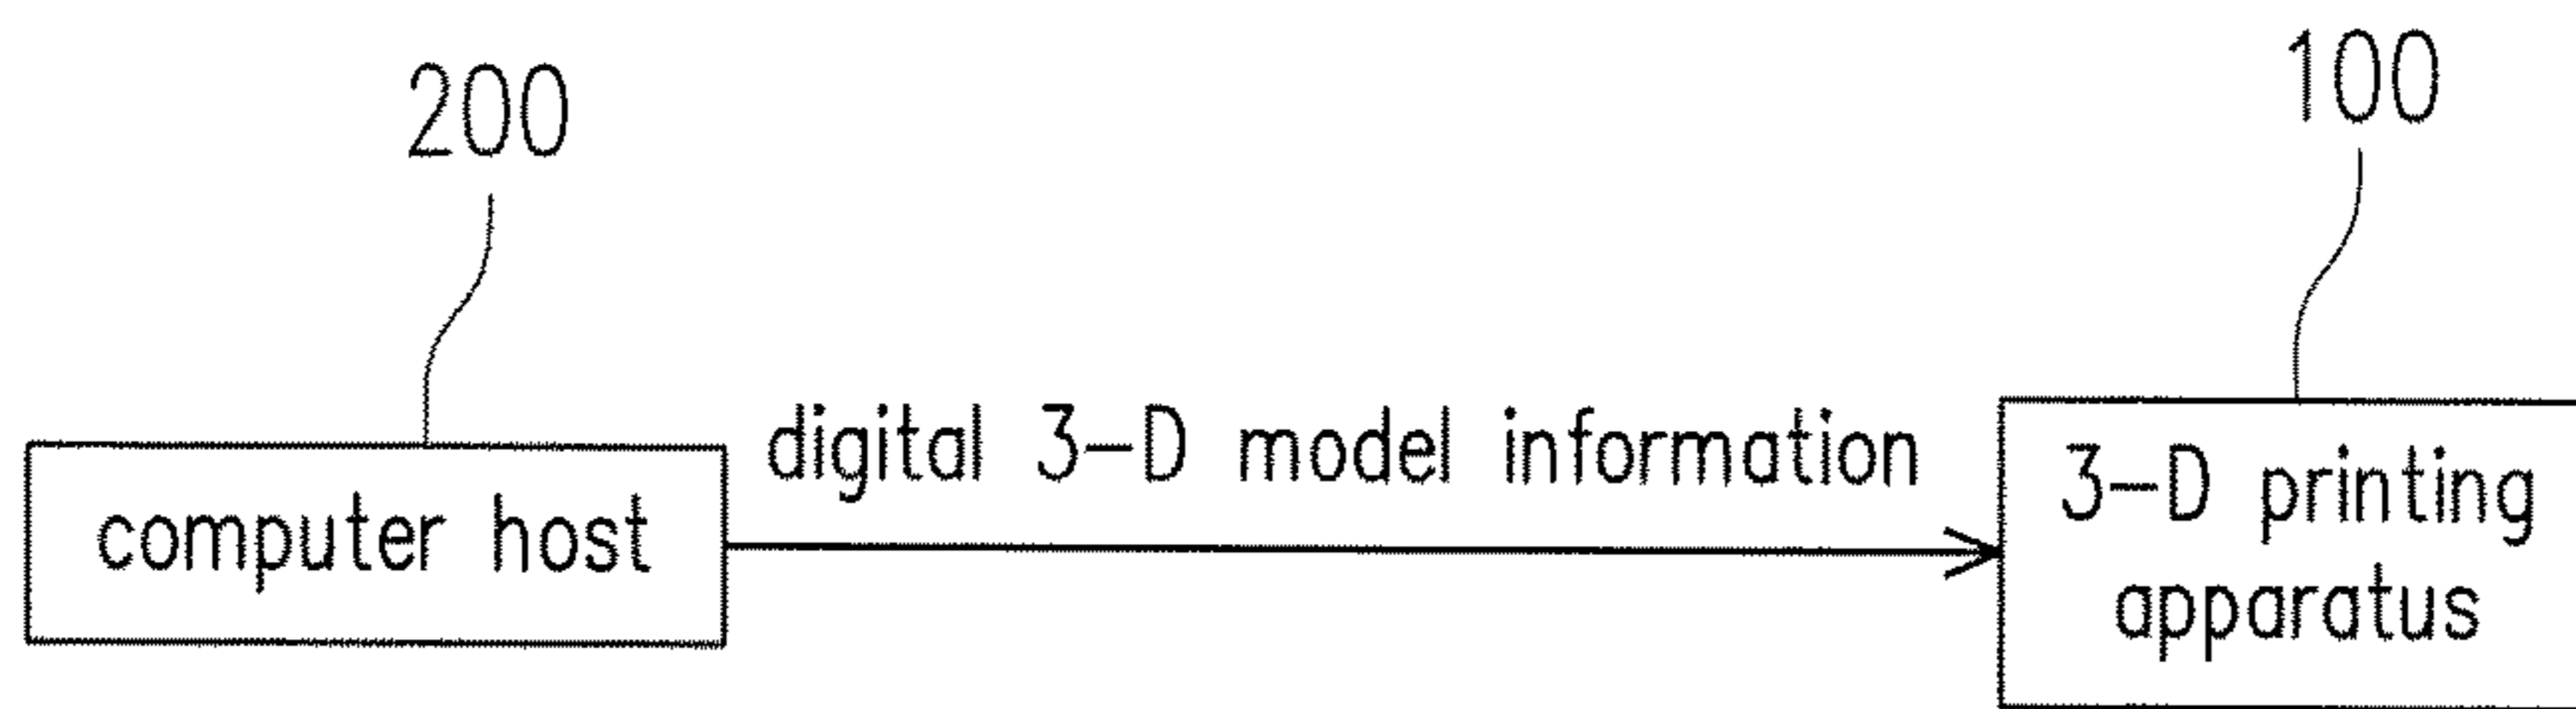 200
100
computer host
digital 3-D model information
3-D printing
apparatus